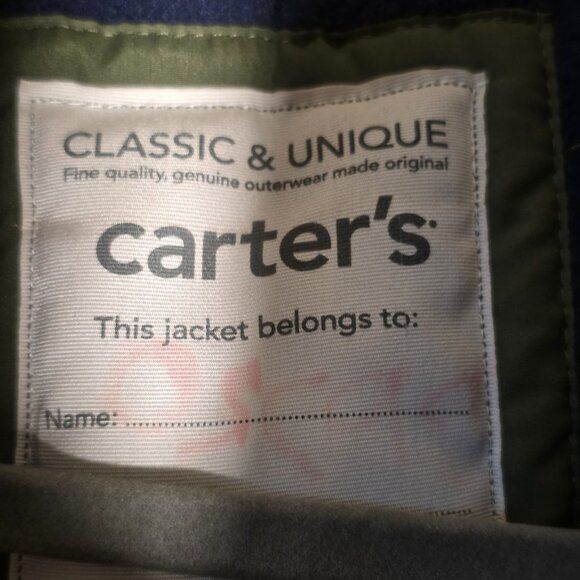 CLASSIC & UNIQUE
Fine quality, genuine outerwear made original
carter's
This jacket belongs to:
Name: